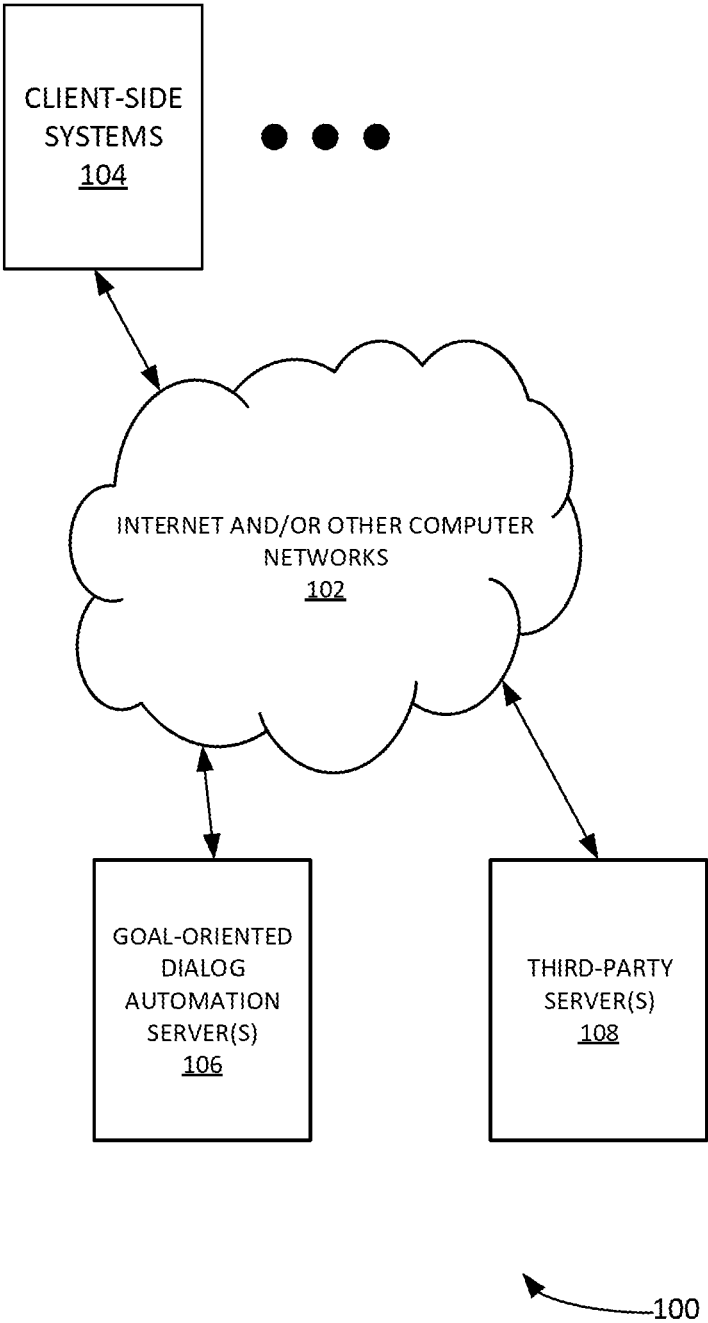 CLIENT-SIDE
SYSTEMS
104
INTERNET AND/OR OTHER COMPUTER
NETWORKS
102
GOAL-ORIENTED
DIALOG
AUTOMATION
SERVER(S)
106
THIRD-PARTY
SERVER(S)
108
100